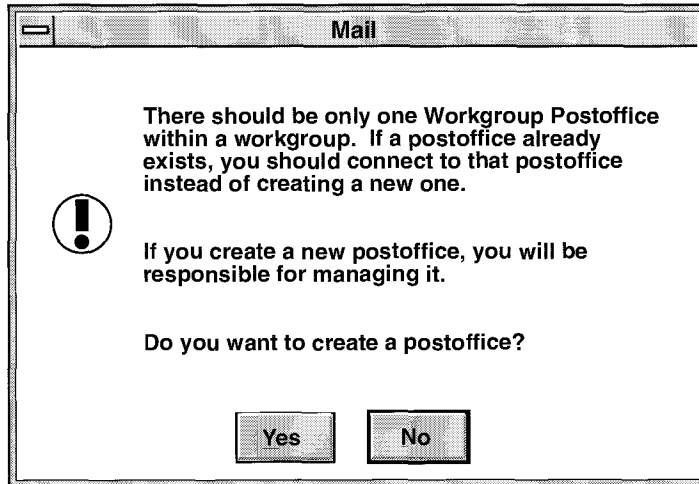 Mail
There should be only one Workgroup Postoffice
within a workgroup. If a postoffice already
exists, you should connect to that postoffice
instead of creating a new one.
If you create a new postoffice, you will be
responsible for managing it.
Do you want to create a postoffice?
Yes No